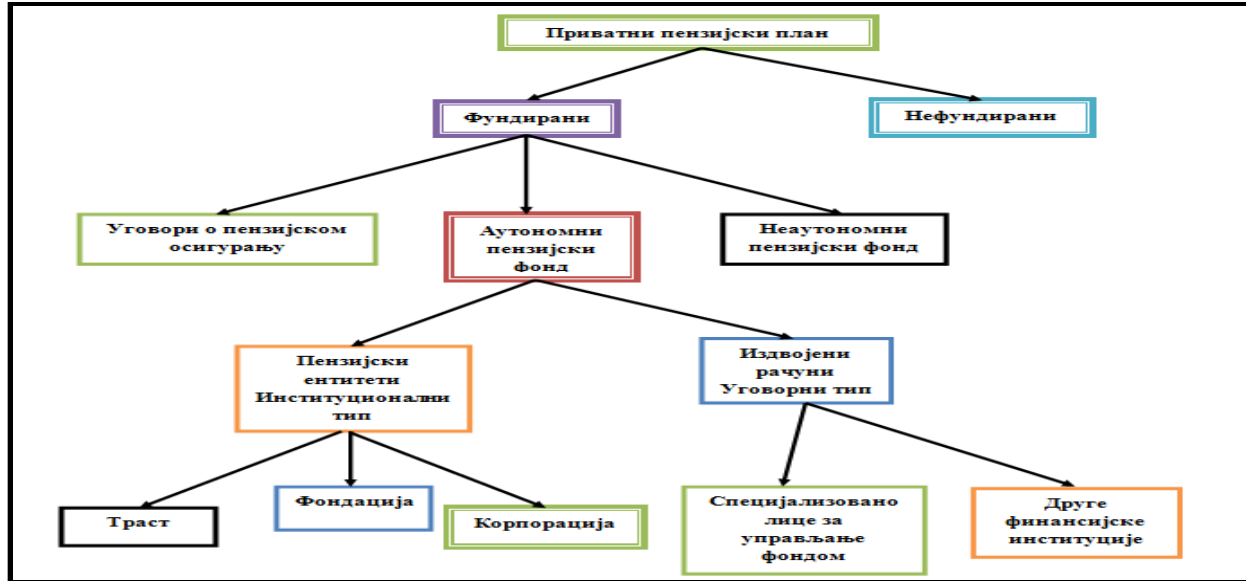 Приватни пензијски план
Фундирани
Нефундирани
Уговори о пензијском
осигурању
Аутономни
пензијски
фонд
Неаутономни
пензијски фонд
Пензијски
ентитети
Институционални
тип
Издвојени
рачуни
Уговорни тип
Траст
Фондација
Корпорација
Специјализовано
лице за
управљање
фондом
Друге
финансијске
институције